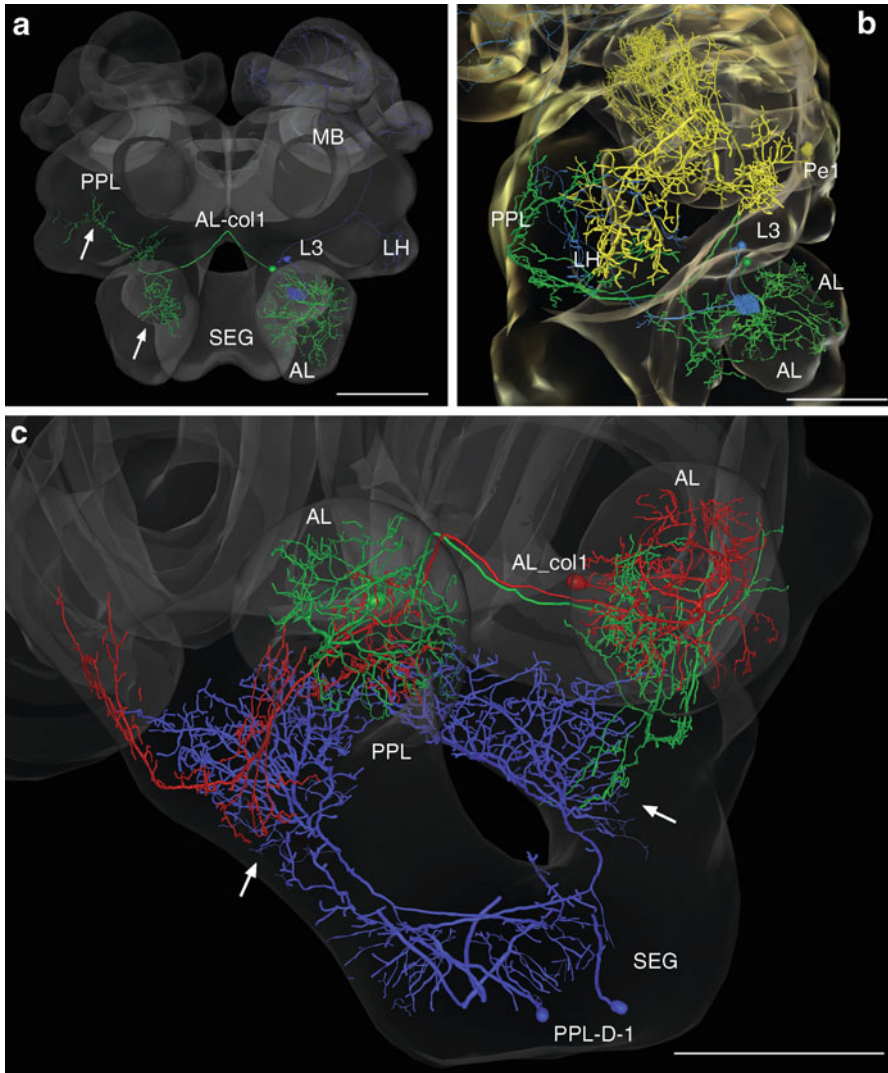 a
MB
PPL
AL-col1
L3
LH
SEG
AL
b
Pe1
PPL
L3
LH
AL
AL
c
AL
AL
AL_col1
PPL
SEG
PPL-D-1